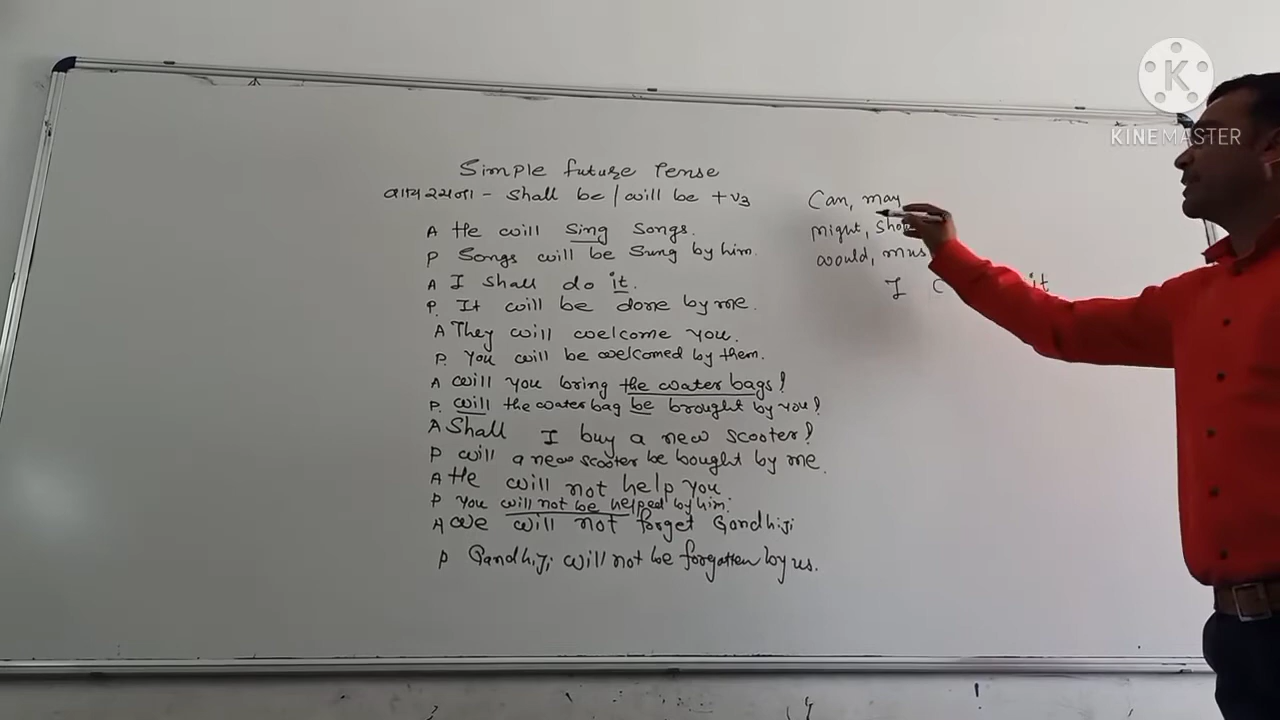 Simple future Tense
वाक्य रचना - Shall be / will be + v3
A He will sing Songs.
P Songs will be Sung by him.
A I shall do it.
P. It will be done by me.
A They will welcome you.
P. You will be welcomed by them.
A will you bring the water bags?
P. will the water bag be brought by you?
A Shall I buy a new scooter?
P will a new scooter be bought by me.
A He will not help you
P You will not be helped by him.
A we will not forget Gandhiji
P Gandhiji will not be forgotten by us.
Can, may
might,
would,
I it
K
KINEMASTER